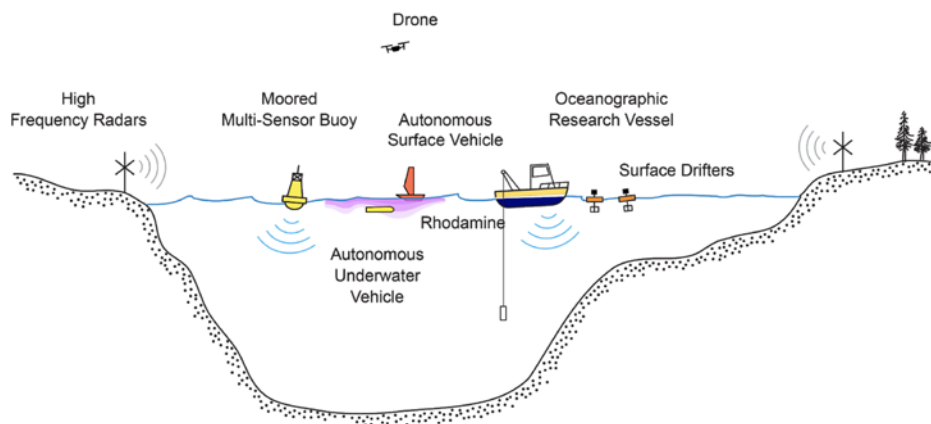 Drone
High
Frequency Radars
Moored
Multi-Sensor Buoy
Autonomous
Surface Vehicle
Oceanographic
Research Vessel
Surface Drifters
Rhodamine
Autonomous
Underwater
Vehicle